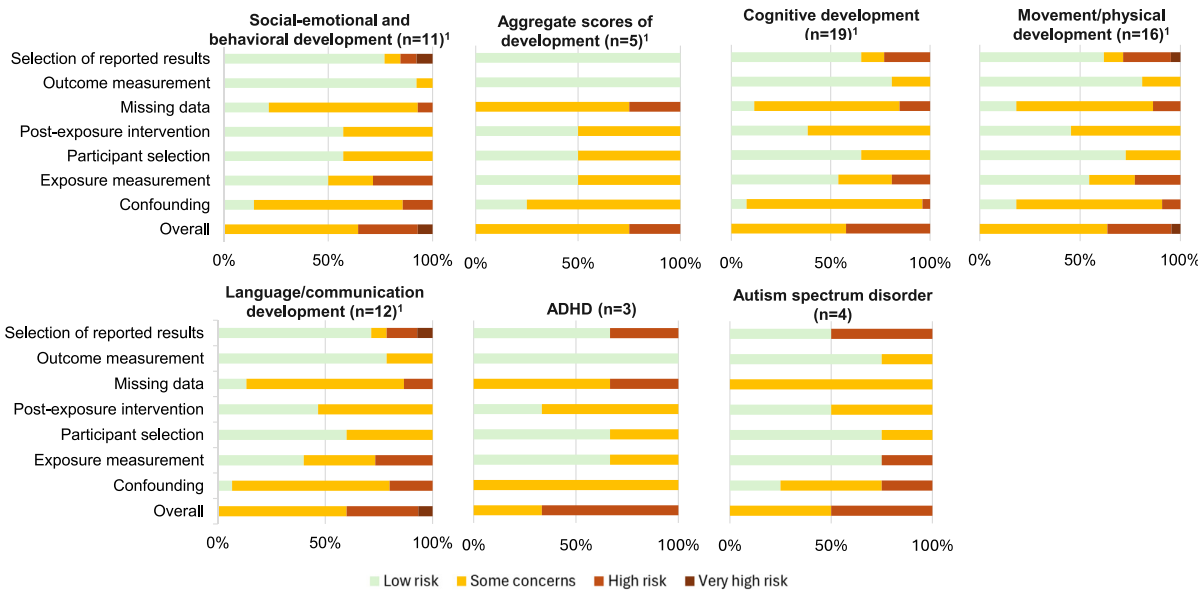 Social-emotional and
behavioral development (n=11)¹
Aggregate scores of
development (n=5)¹
Cognitive development
(n=19)¹
Movement/physical
development (n=16)¹
Selection of reported results
Outcome measurement
Missing data
Post-exposure intervention
Participant selection
Exposure measurement
Confounding
Overall
0% 50% 100%
0% 50% 100%
0% 50% 100%
0% 50% 100%
Language/communication
development (n=12)¹
ADHD (n=3)
Autism spectrum disorder
(n=4)
Selection of reported results
Outcome measurement
Missing data
Post-exposure intervention
Participant selection
Exposure measurement
Confounding
Overall
0% 50% 100%
0% 50% 100%
0% 50% 100%
Low risk Some concerns High risk Very high risk